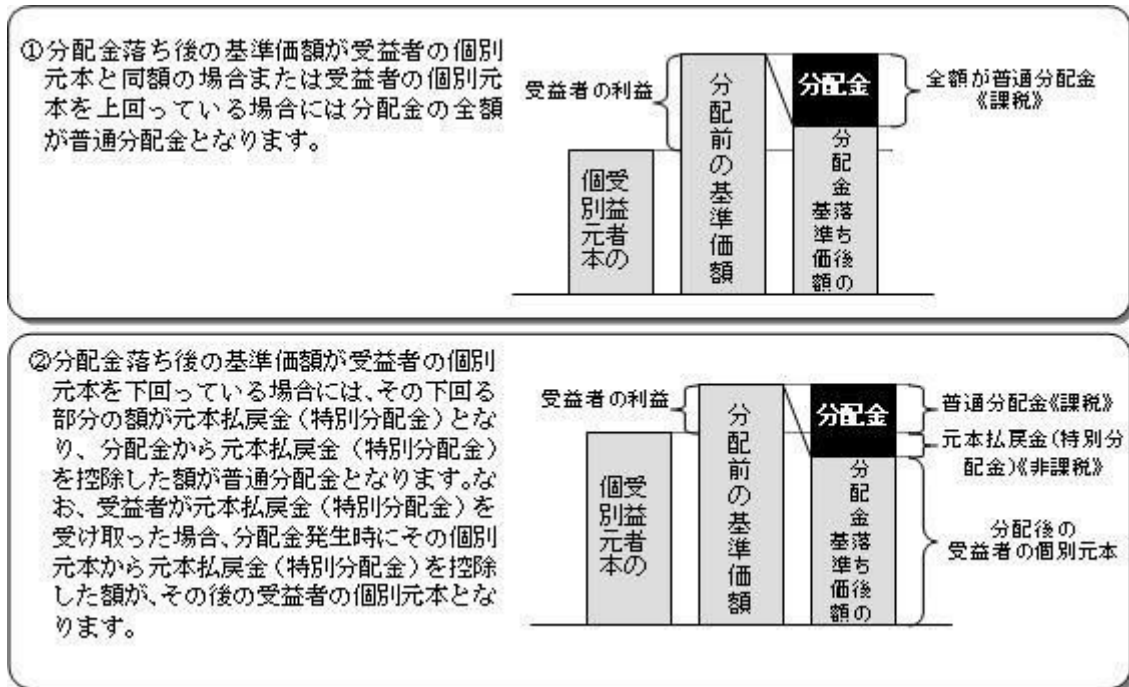 ①分配金落ち後の基準価額が受益者の個別
元本と同額の場合または受益者の個別元
本を上回っている場合には分配金の全額
が普通分配金となります。
受益者の利益
受益者の
個別元本
分配前の基準価額
分配金
分配金落ち後の
基準価額
全額が普通分配金
《課税》
②分配金落ち後の基準価額が受益者の個別
元本を下回っている場合には、その下回る
部分の額が元本払戻金（特別分配金）とな
り、分配金から元本払戻金（特別分配金）
を控除した額が普通分配金となります。な
お、受益者が元本払戻金（特別分配金）を
受け取った場合、分配金発生時にその個別
元本から元本払戻金（特別分配金）を控除
した額が、その後の受益者の個別元本とな
ります。
受益者の利益
受益者の
個別元本
分配前の基準価額
分配金
分配金落ち後の
基準価額
普通分配金《課税》
元本払戻金(特別分
配金)《非課税》
分配後の
受益者の個別元本